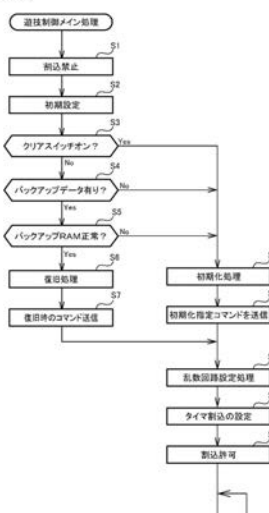 遊技制御メイン処理
S1
割込禁止
S2
初期設定
S3
クリアスイッチオン?
Yes
No
S4
バックアップデータ有り?
No
Yes
S5
バックアップRAM正常?
No
Yes
S6
復旧処理
初期化処理
S7
復旧時のコマンド送信
初期化指定コマンドを送信
乱数回路設定処理
タイマ割込の設定
割込許可